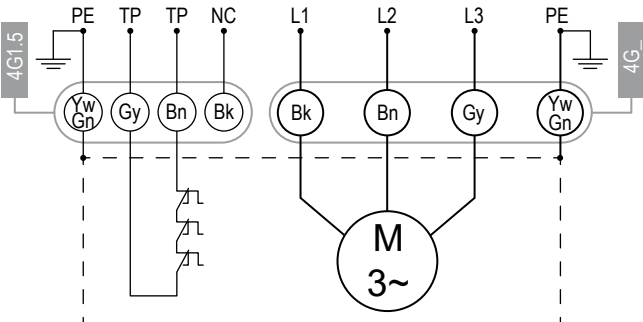 PE TP TP NC L1 L2 L3 PE
4G1.5
4G_
Yw Gn Gy Bn Bk Bk Bn Gy Yw Gn
M
3~